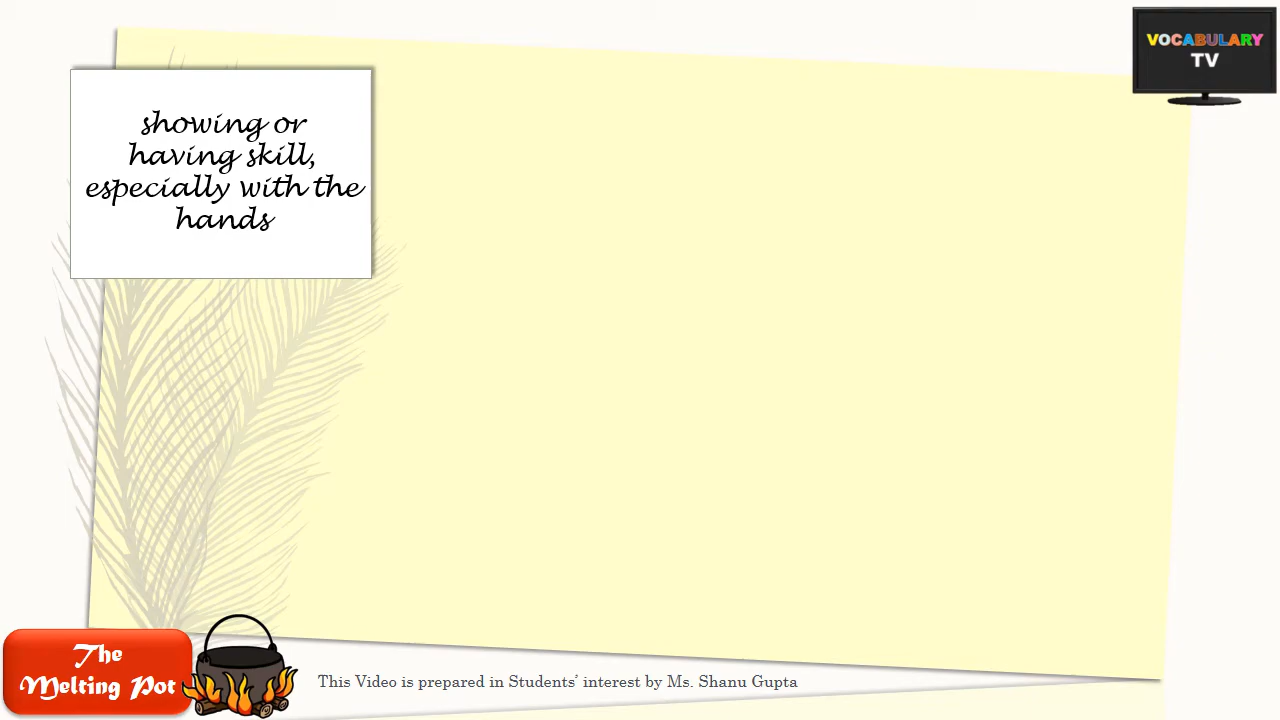 VOCABULARY
TV
showing or
having skill,
especially with the
hands
The
Melting Pot
This Video is prepared in Students' interest by Ms. Shanu Gupta